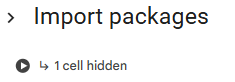 Import packages
↳ 1 cell hidden